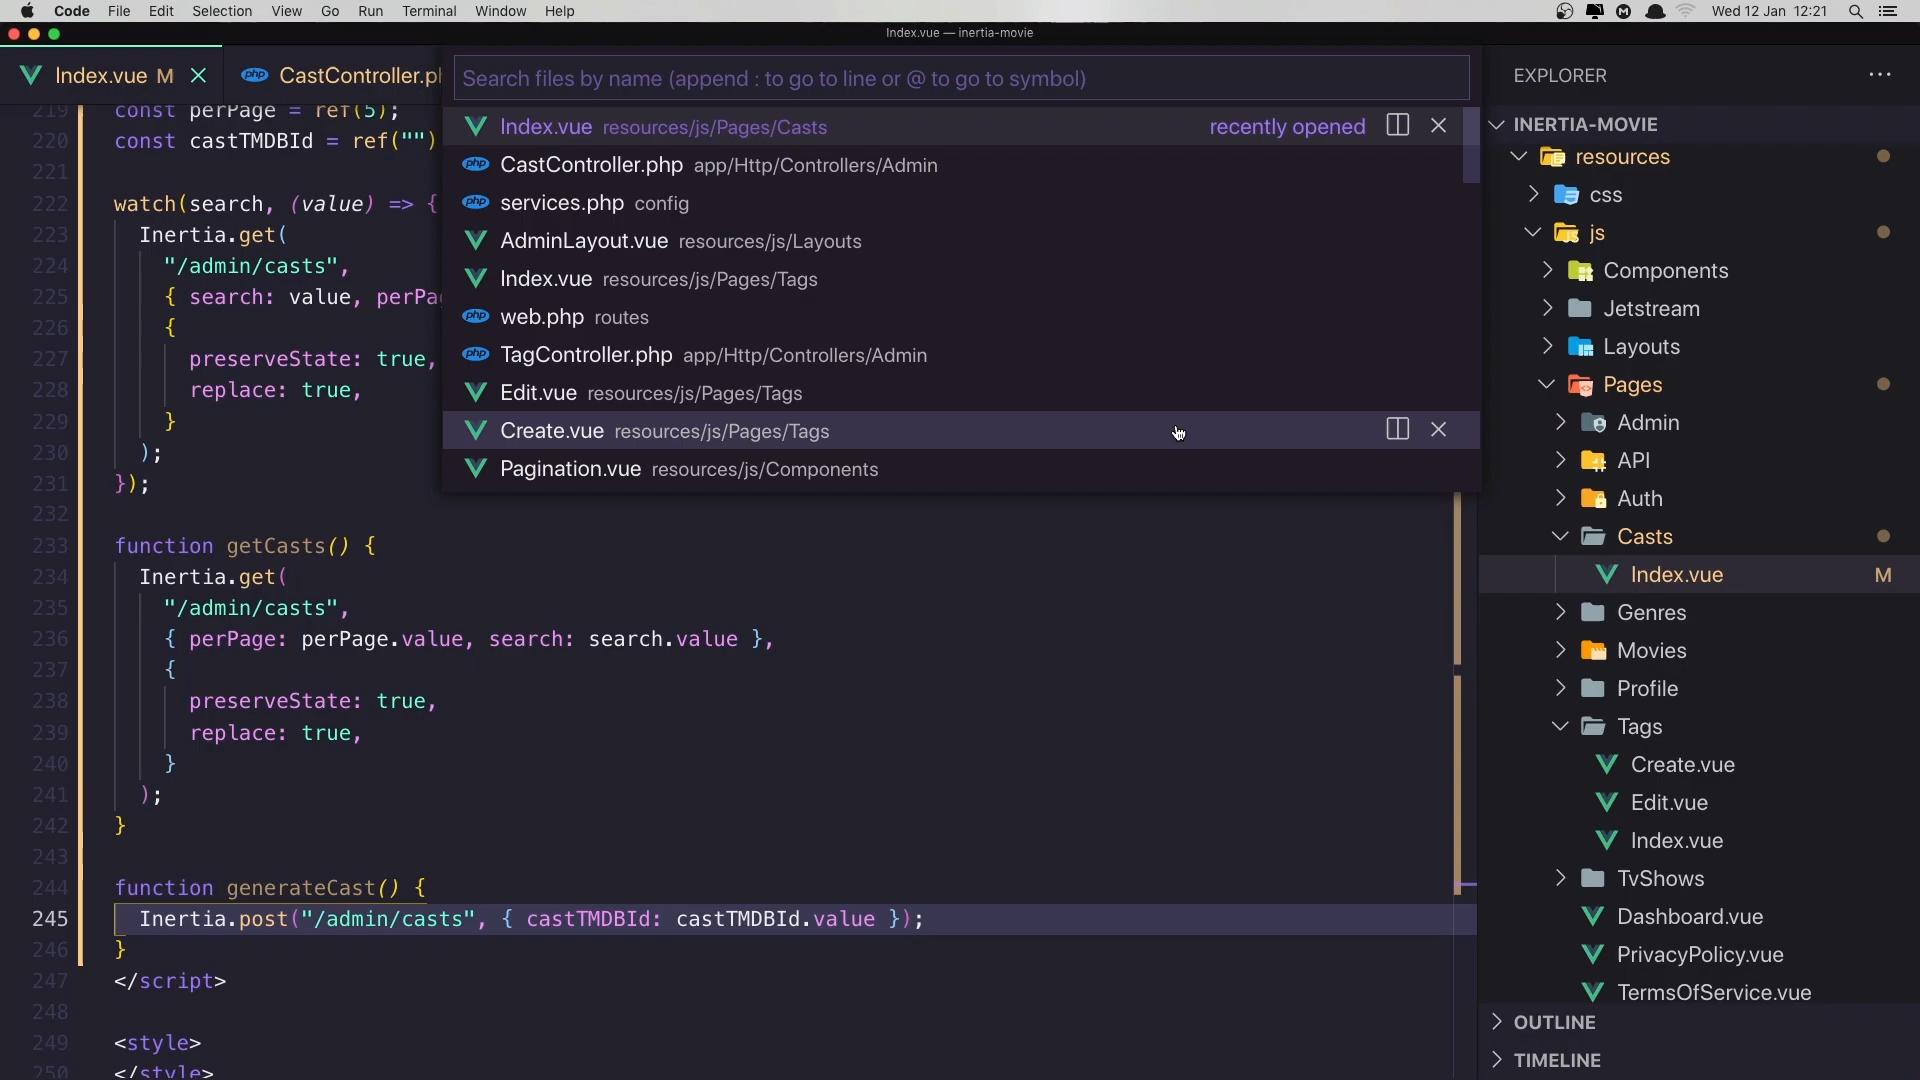 Code File Edit Selection View Go Run Terminal Window Help
Wed 12 Jan 12:21
Index.vue — inertia-movie
Index.vue M
CastController.ph
Search files by name (append : to go to line or @ to go to symbol)
Index.vue resources/js/Pages/Casts recently opened
CastController.php app/Http/Controllers/Admin
services.php config
AdminLayout.vue resources/js/Layouts
Index.vue resources/js/Pages/Tags
web.php routes
TagController.php app/Http/Controllers/Admin
Edit.vue resources/js/Pages/Tags
Create.vue resources/js/Pages/Tags
Pagination.vue resources/js/Components
219 const perPage = ref(5);
220 const castTMDBId = ref("")
221
222 watch(search, (value) => {
223 Inertia.get(
224 "/admin/casts",
225 { search: value, perPag
226 {
227 preserveState: true,
228 replace: true,
229 }
230 );
231 });
232
233 function getCasts() {
234 Inertia.get(
235 "/admin/casts",
236 { perPage: perPage.value, search: search.value },
237 {
238 preserveState: true,
239 replace: true,
240 }
241 );
242 }
243
244 function generateCast() {
245 Inertia.post("/admin/casts", { castTMDBId: castTMDBId.value });
246 }
247 </script>
248
249 <style>
250 </style>
EXPLORER
INERTIA-MOVIE
resources
css
js
Components
Jetstream
Layouts
Pages
Admin
API
Auth
Casts
Index.vue M
Genres
Movies
Profile
Tags
Create.vue
Edit.vue
Index.vue
TvShows
Dashboard.vue
PrivacyPolicy.vue
TermsOfService.vue
OUTLINE
TIMELINE